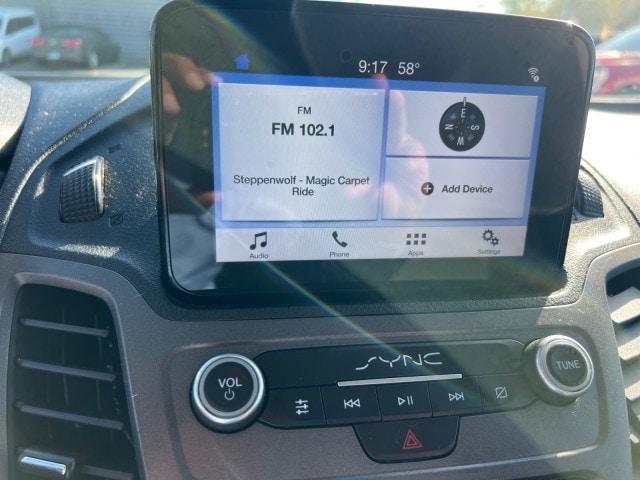 9:17 58°
FM
FM 102.1
Steppenwolf - Magic Carpet
Ride
E
N S
W
Add Device
Audio
Phone
Apps
Settings
SYNC
VOL
TUNE